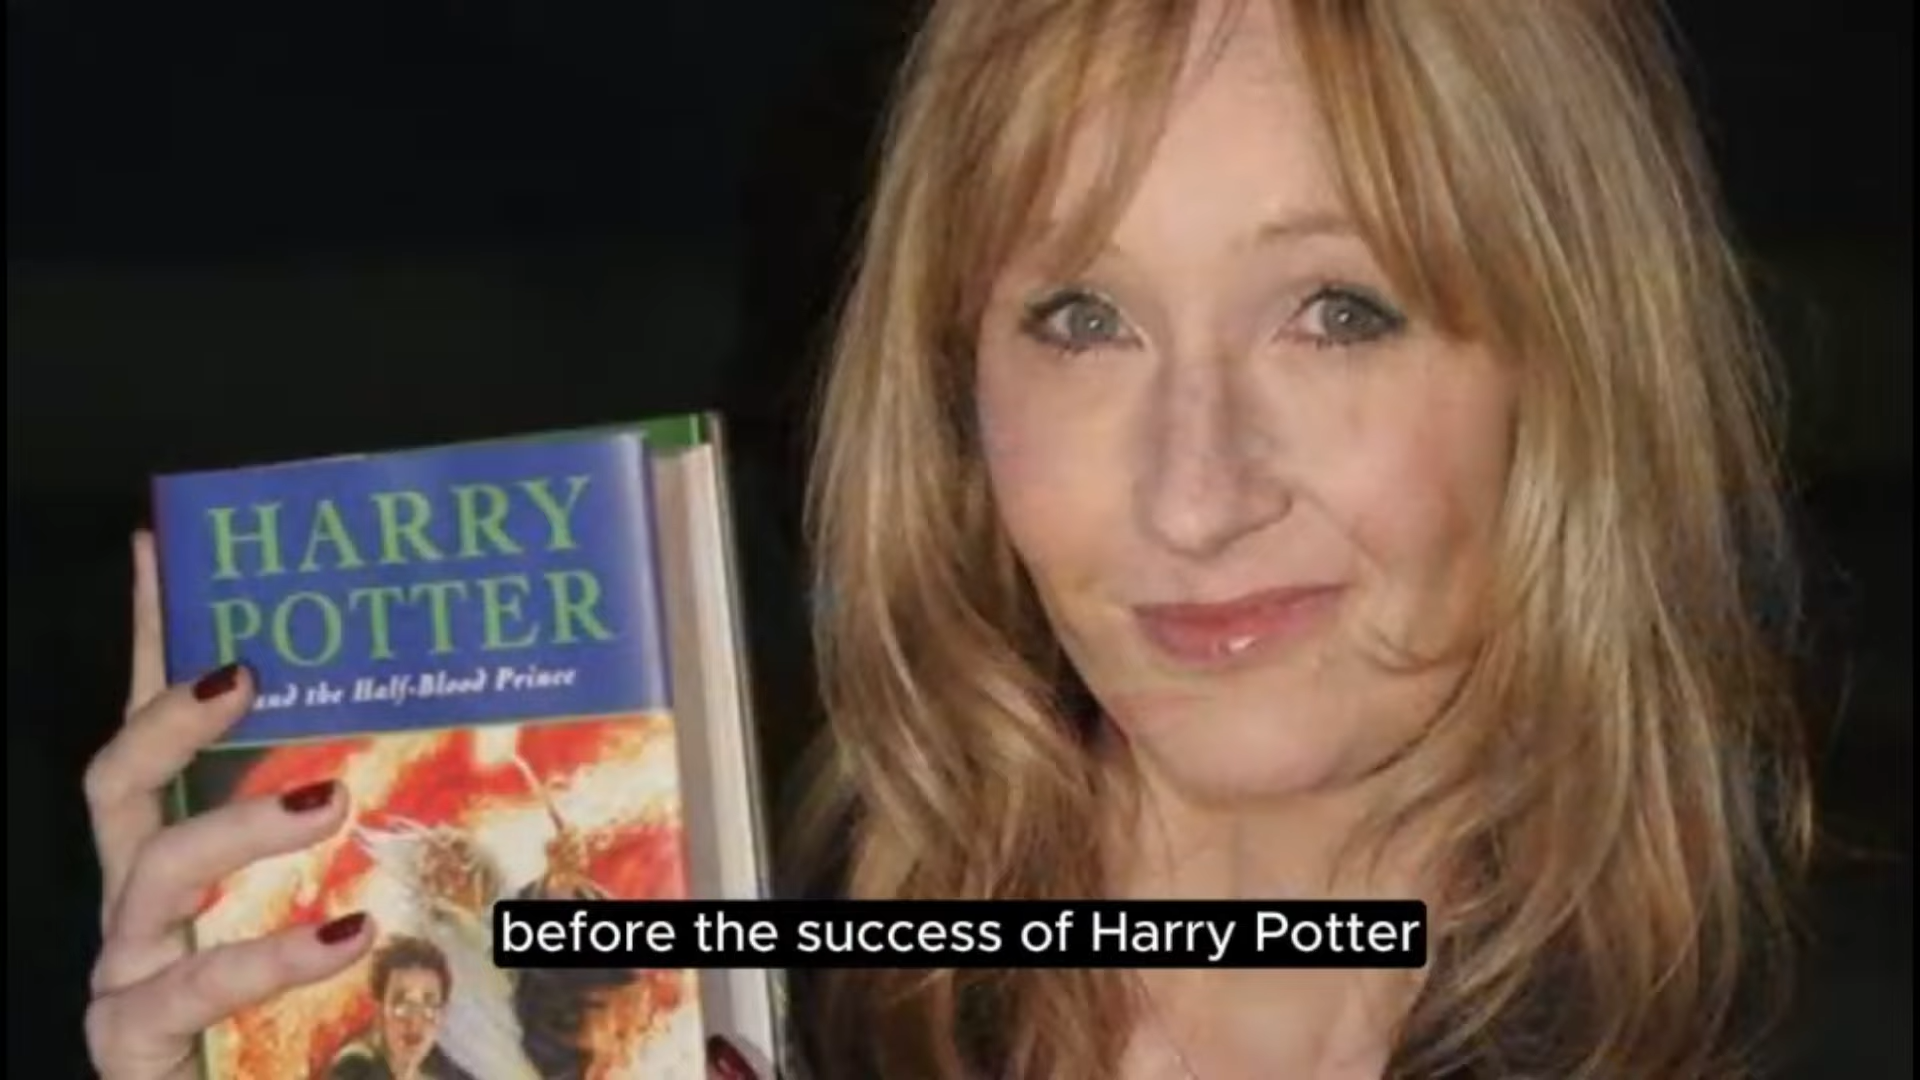 HARRY
POTTER
and the Half-Blood Prince
before the success of Harry Potter